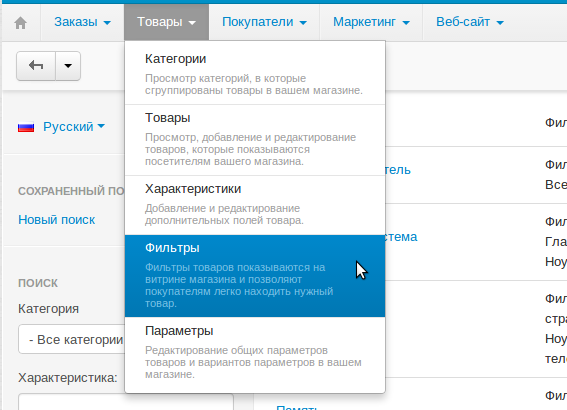 Заказы Товары Покупатели Маркетинг Веб-сайт
Категории
Просмотр категорий, в которые
сгруппированы товары в вашем магазине.
Товары
Просмотр, добавление и редактирование
товаров, которые показываются
посетителям вашего магазина.
Характеристики
Добавление и редактирование
дополнительных полей товара.
Фильтры
Фильтры товаров показываются на
витрине магазина и позволяют
покупателям легко находить нужный
товар.
Параметры
Редактирование общих параметров
товаров и вариантов параметров в вашем
магазине.
Русский
СОХРАНЕННЫЙ ПО
Новый поиск
ПОИСК
Категория
- Все категории
Характеристика:
Фил
атель
Фил
Все
стема
Фил
Гла
Ноу
Фил
стра
Ноу
теле
Память
Фил